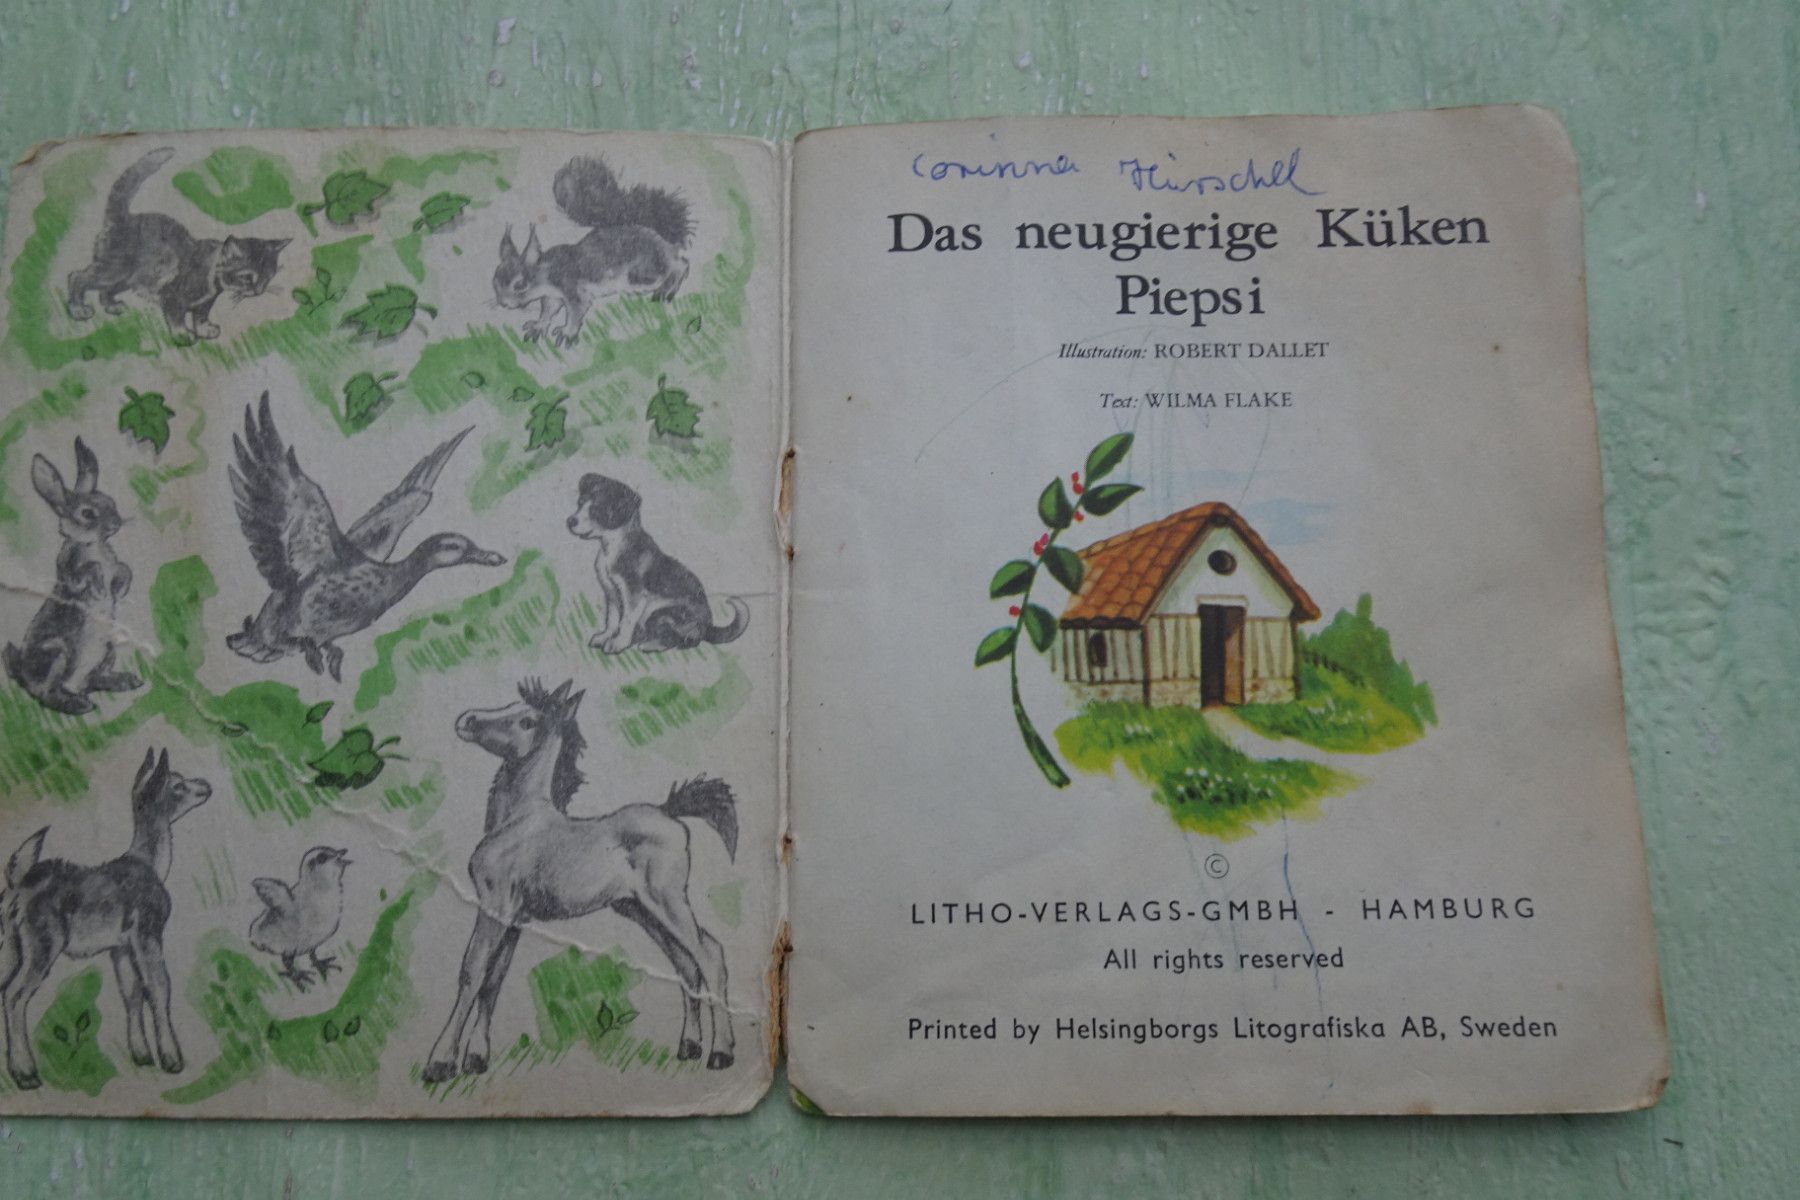 Corinna Hirschel
Das neugierige Küken
Piepsi
Illustration: ROBERT DALLET
Text: WILMA FLAKE
©
LITHO-VERLAGS-GMBH - HAMBURG
All rights reserved
Printed by Helsingborgs Litografiska AB, Sweden